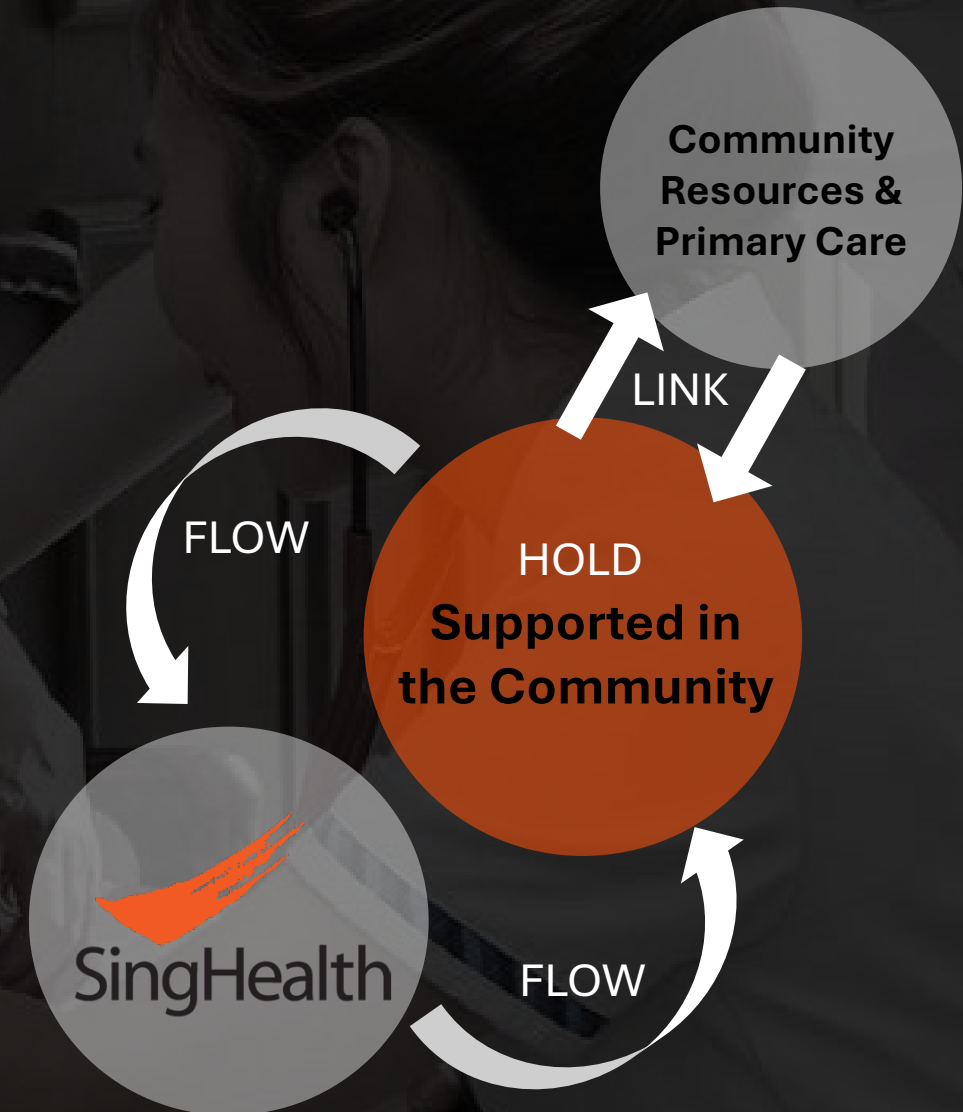 Community
Resources &
Primary Care
LINK
FLOW
HOLD
Supported in
the Community
SingHealth
FLOW